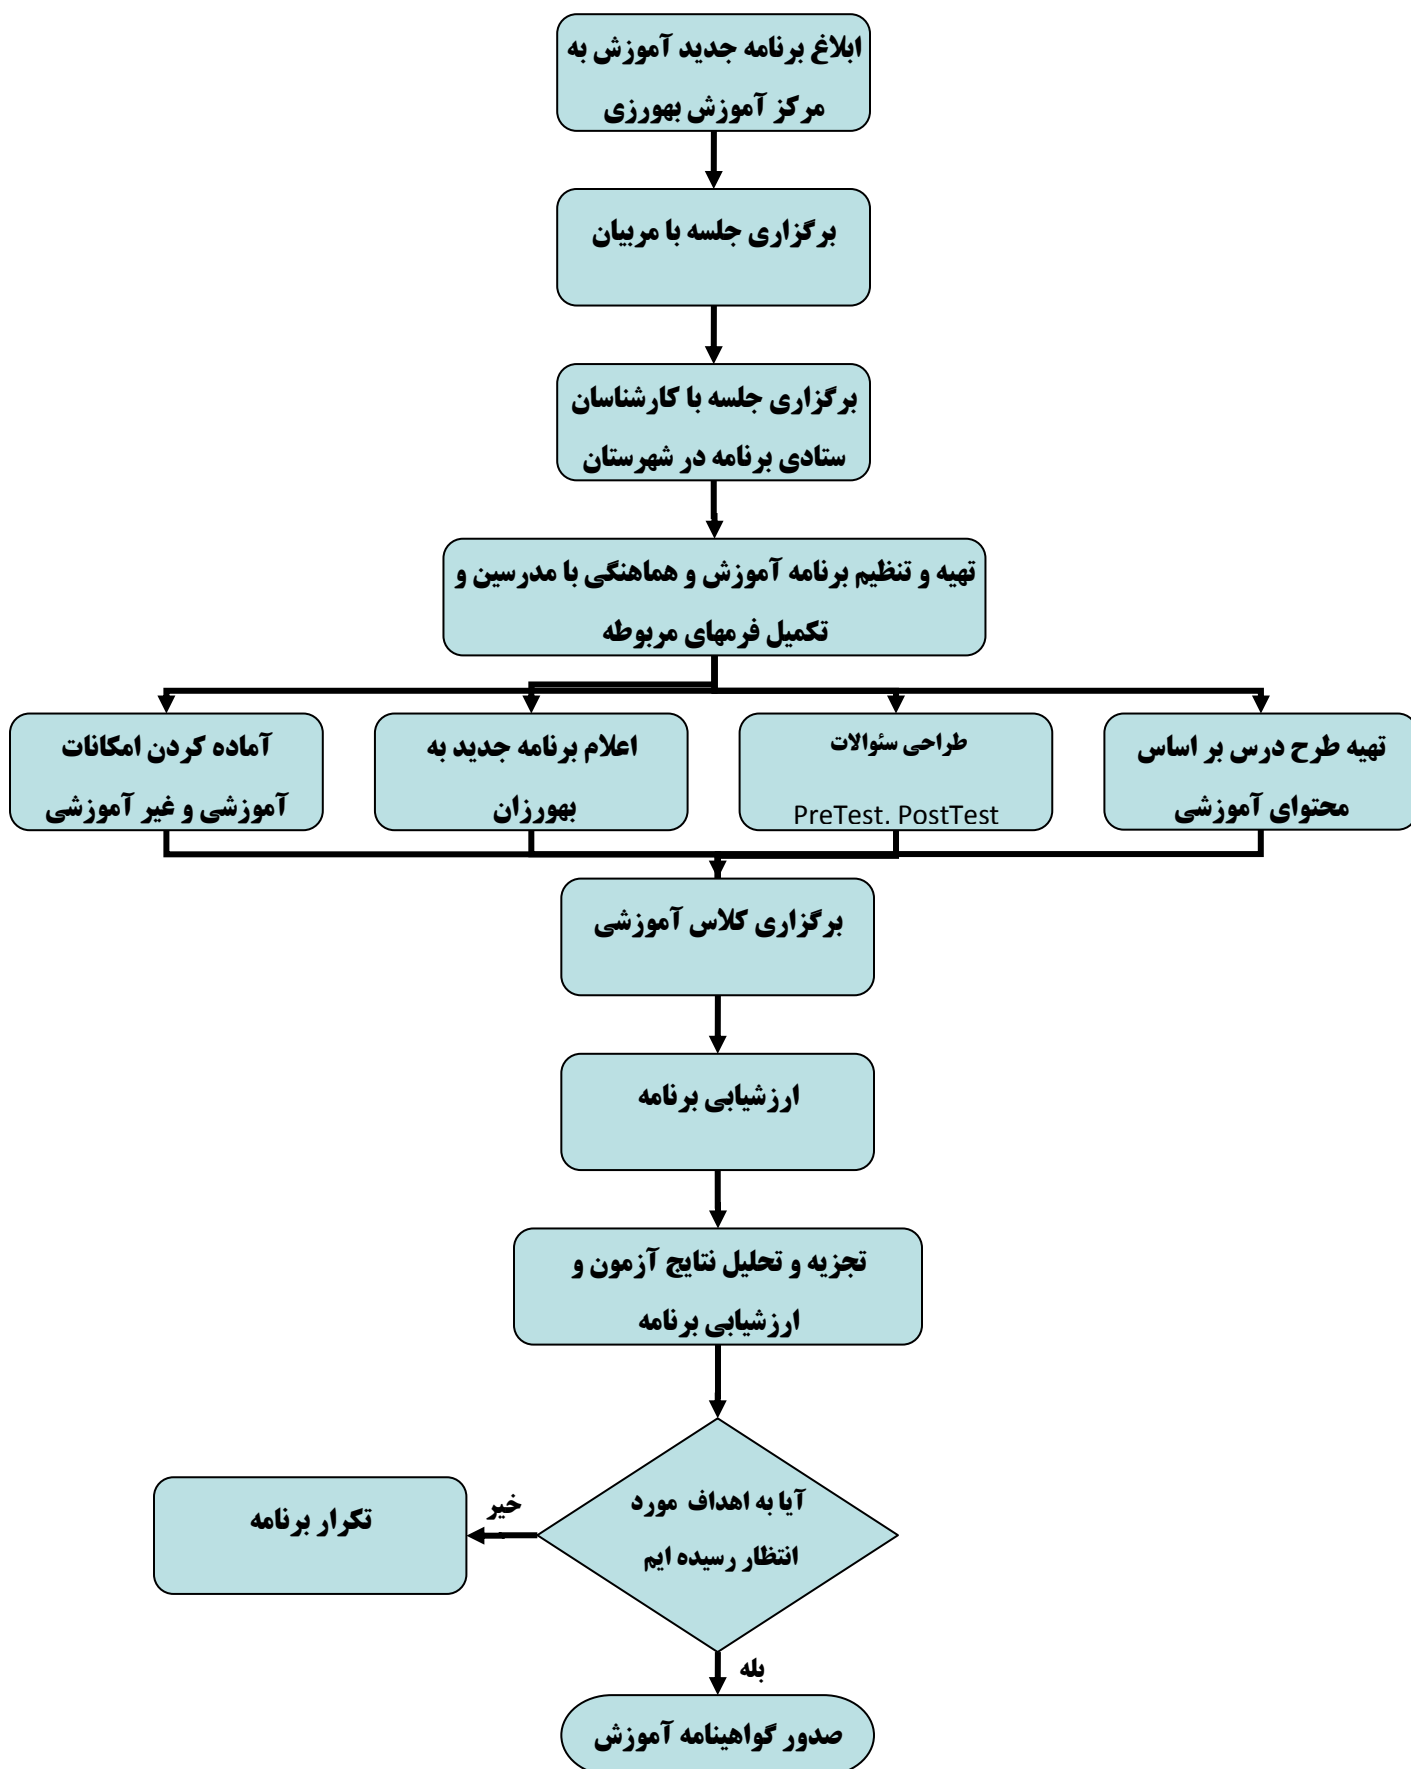 ابلاغ برنامه جدید آموزش به
مرکز آموزش بهورزی
برگزاری جلسه با مربیان
برگزاری جلسه با کارشناسان
ستادی برنامه در شهرستان
تهیه و تنظیم برنامه آموزش و هماهنگی با مدرسین و
تکمیل فرمهای مربوطه
تهیه طرح درس بر اساس
محتوای آموزشی
طراحی سئوالات
PreTest. PostTest
اعلام برنامه جدید به
بهورزان
آماده کردن امکانات
آموزشی و غیر آموزشی
برگزاری کلاس آموزشی
ارزشیابی برنامه
تجزیه و تحلیل نتایج آزمون و
ارزشیابی برنامه
آیا به اهداف مورد
انتظار رسیده ایم
خیر
تکرار برنامه
بله
صدور گواهینامه آموزش